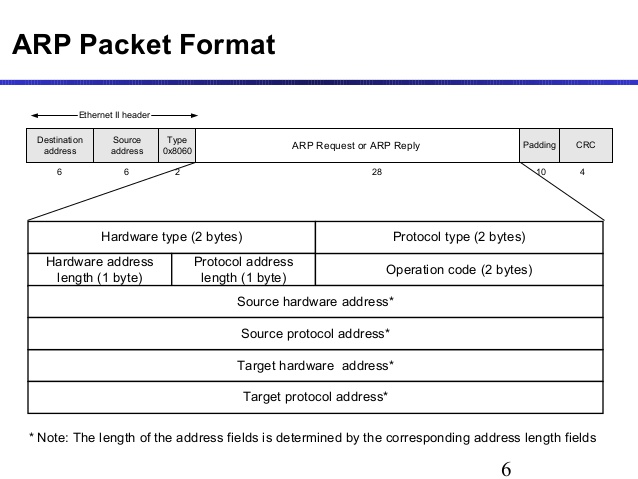 ARP Packet Format
Ethernet II header
Destination address
Source address
Type 0x8060
ARP Request or ARP Reply
Padding
CRC
6
6
2
28
10
4
Hardware type (2 bytes)
Protocol type (2 bytes)
Hardware address length (1 byte)
Protocol address length (1 byte)
Operation code (2 bytes)
Source hardware address*
Source protocol address*
Target hardware address*
Target protocol address*
* Note: The length of the address fields is determined by the corresponding address length fields
6